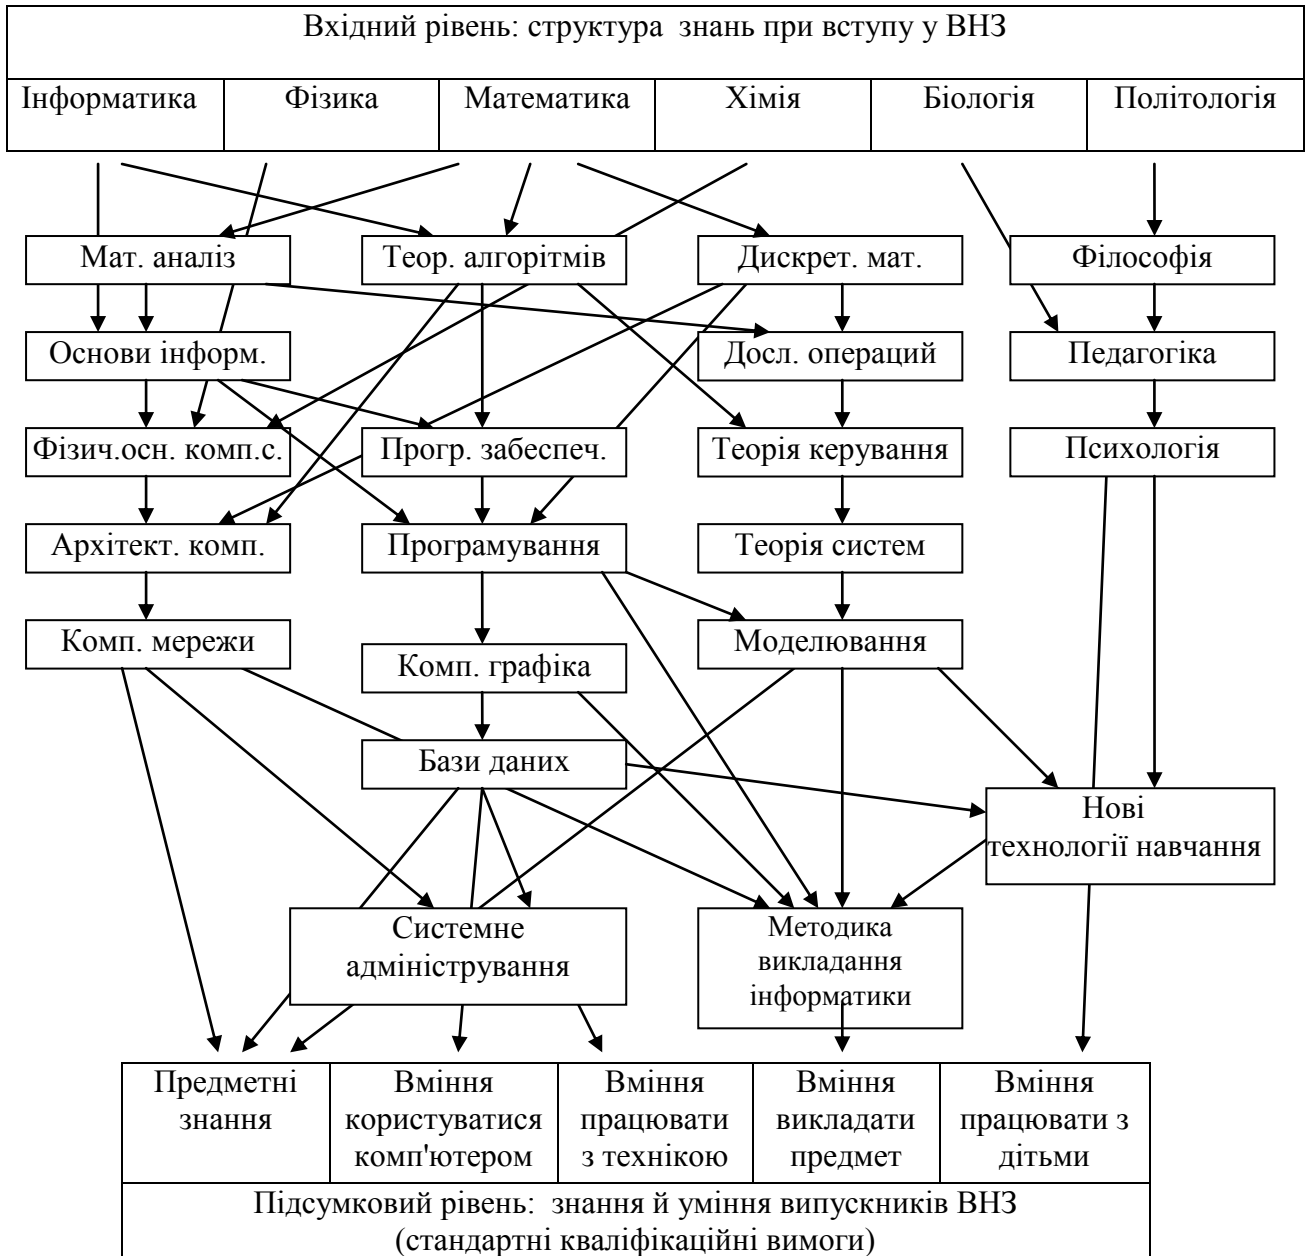 Вхідний рівень: структура знань при вступу у ВНЗ
Інформатика
Фізика
Математика
Хімія
Біологія
Політологія
Мат. аналіз
Теор. алгорітмів
Дискрет. мат.
Філософія
Основи інформ.
Досл. операций
Педагогіка
Фізич.осн. комп.с.
Прогр. забеспеч.
Теорія керування
Психологія
Архітект. комп.
Програмування
Теорія систем
Комп. мережи
Комп. графіка
Моделювання
Бази даних
Нові
технології навчання
Системне
адміністрування
Методика
викладання
інформатики
Предметні
знання
Вміння
користуватися
комп'ютером
Вміння
працювати
з технікою
Вміння
викладати
предмет
Вміння
працювати з
дітьми
Підсумковий рівень: знання й уміння випускників ВНЗ
(стандартні кваліфікаційні вимоги)